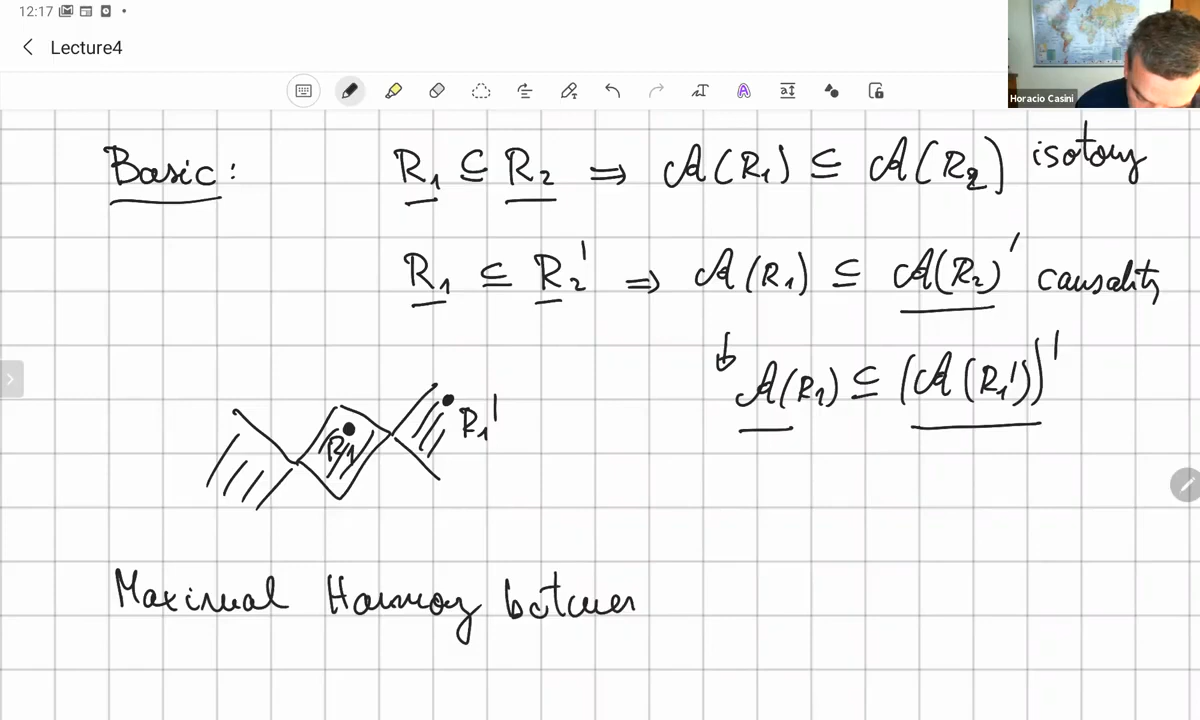 12:17
Lecture4
Horacio Casini
Basic: R₁ ⊆ R₂ ⇒ 𝒜(R₁) ⊆ 𝒜(R₂) isotony
R₁ ⊆ R₂' ⇒ 𝒜(R₁) ⊆ 𝒜(R₂)' causality
↓ 𝒜(R₁) ⊆ (𝒜(R₁'))'
R₁ R₁'
Maximal Harmony between